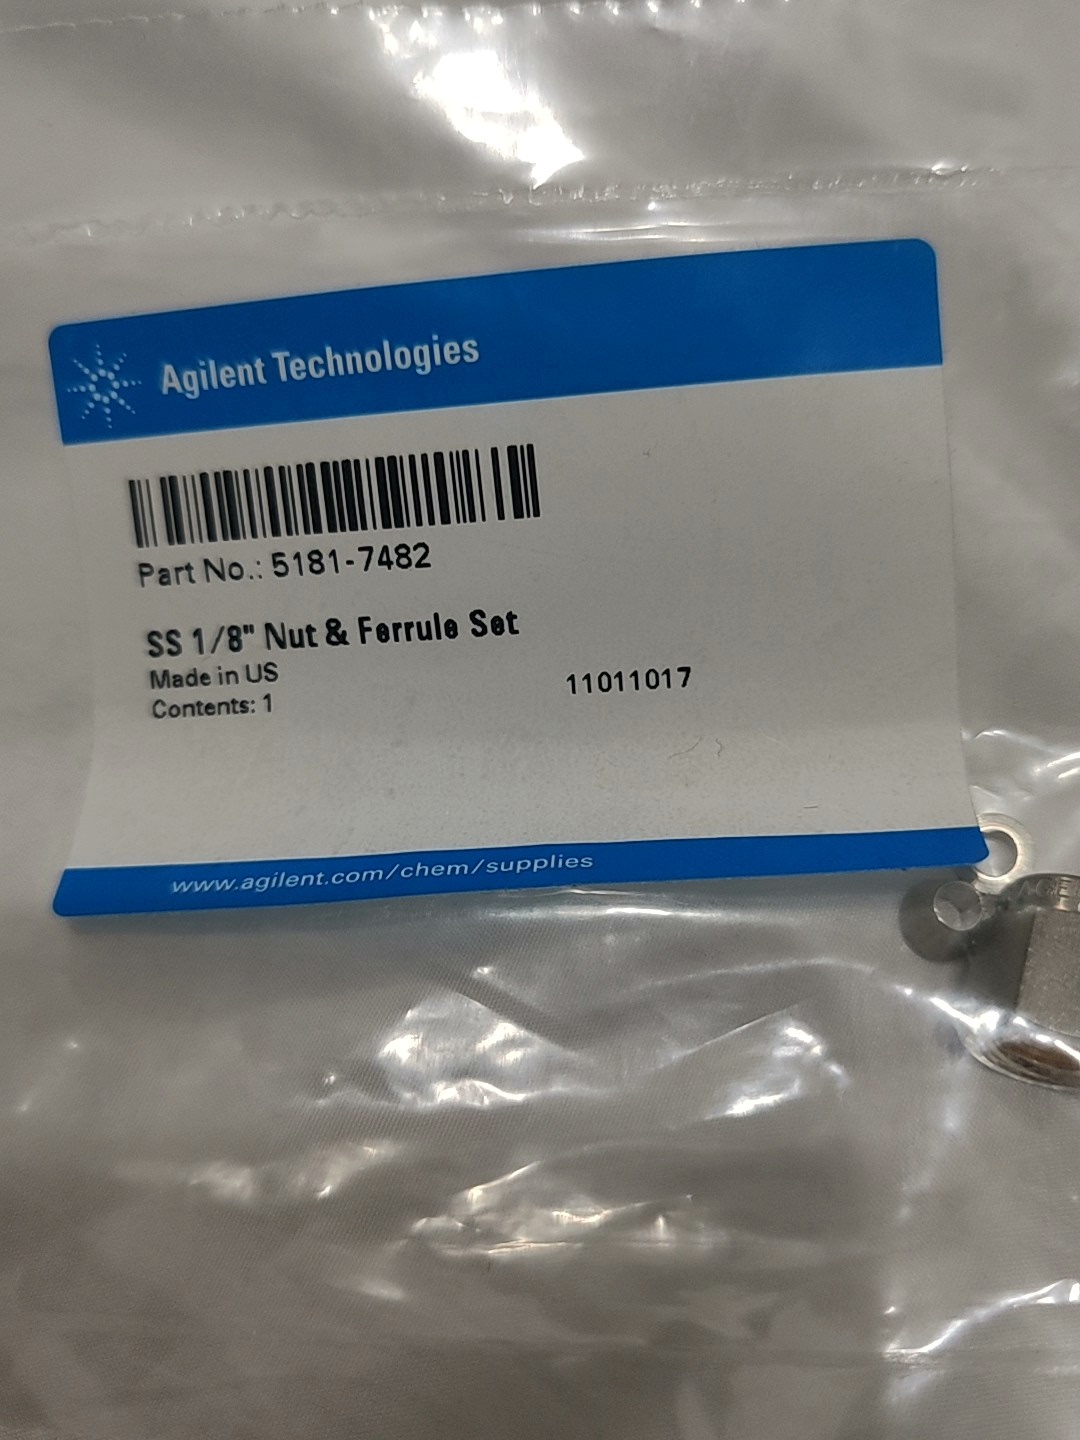 Agilent Technologies
Part No.: 5181-7482
SS 1/8" Nut & Ferrule Set
Made in US
Contents: 1
11011017
www.agilent.com/chem/supplies